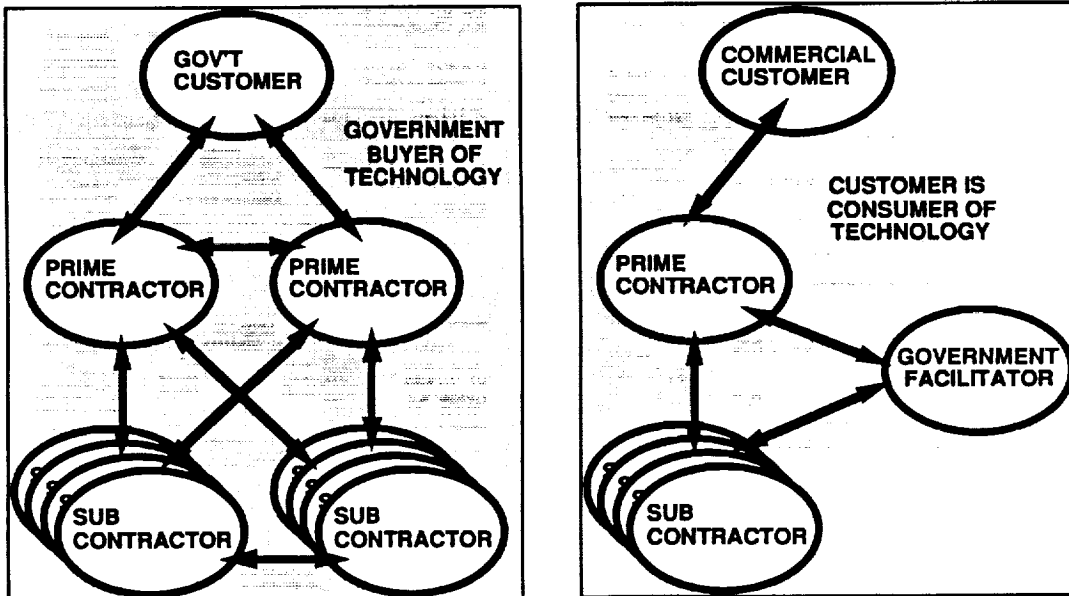 GOV'T
CUSTOMER
GOVERNMENT
BUYER OF
TECHNOLOGY
PRIME
CONTRACTOR
PRIME
CONTRACTOR
SUB
CONTRACTOR
SUB
CONTRACTOR
COMMERCIAL
CUSTOMER
CUSTOMER IS
CONSUMER OF
TECHNOLOGY
PRIME
CONTRACTOR
GOVERNMENT
FACILITATOR
SUB
CONTRACTOR